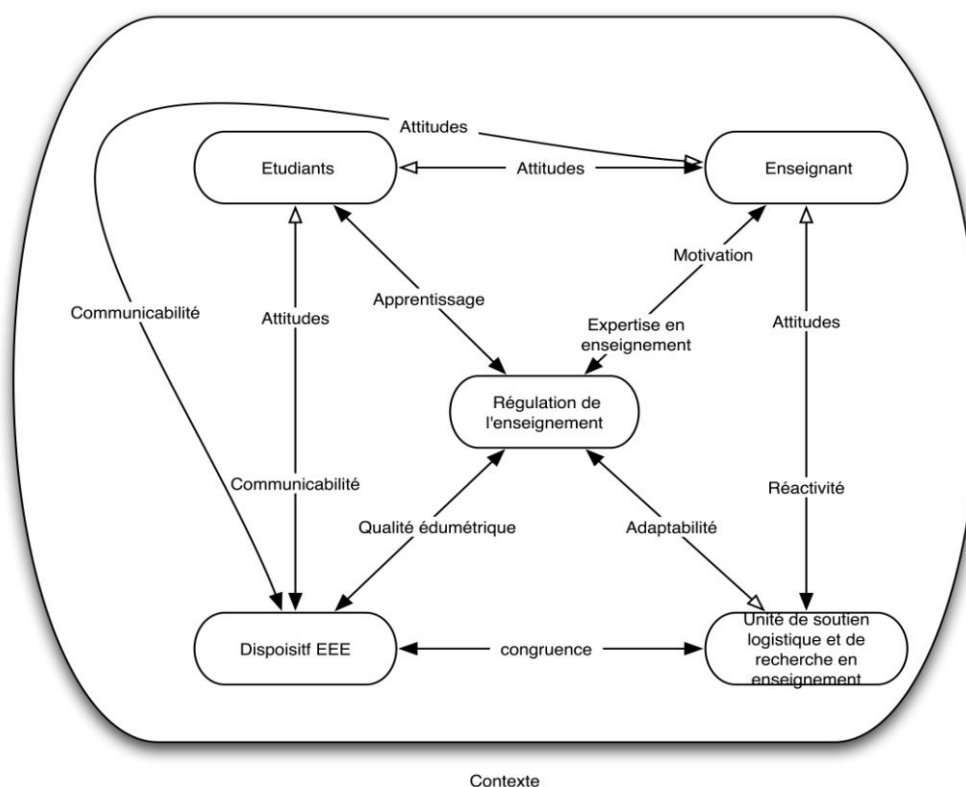 Attitudes
Etudiants
Attitudes
Enseignant
Motivation
Communicabilité
Attitudes
Apprentissage
Attitudes
Expertise en
enseignement
Régulation de
l'enseignement
Communicabilité
Réactivité
Qualité édumétrique
Adaptabilité
Dispoisitf EEE
congruence
Unité de soutien
logistique et de
recherche en
enseignement
Contexte